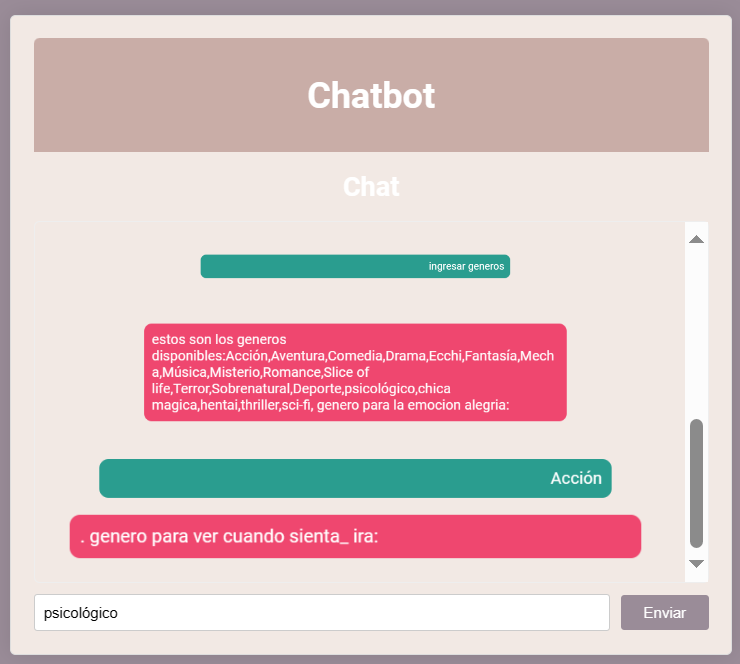 Chatbot
Chat
ingresar generos
estos son los generos
disponibles:Acción,Aventura,Comedia,Drama,Ecchi,Fantasía,Mech
a,Música,Misterio,Romance,Slice of
life,Terror,Sobrenatural,Deporte,psicológico,chica
magica,hentai,thriller,sci-fi, genero para la emocion alegria:
Acción
. genero para ver cuando sienta_ ira:
psicológico
Enviar